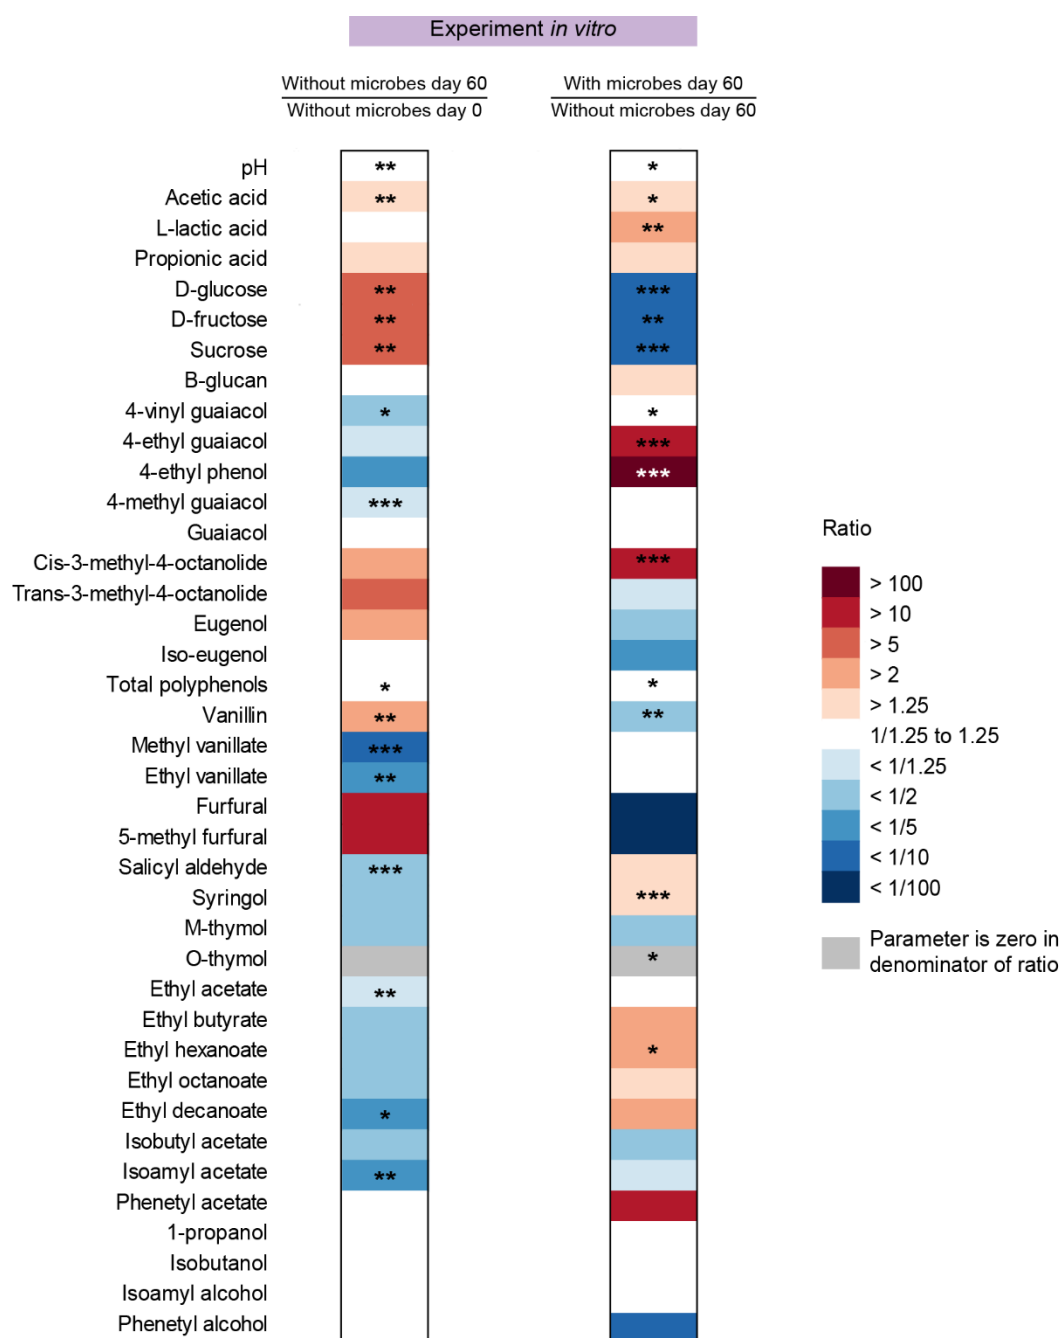 Experiment in vitro
Without microbes day 60
Without microbes day 0
With microbes day 60
Without microbes day 60
pH ** *
Acetic acid ** *
L-lactic acid **
Propionic acid
D-glucose ** ***
D-fructose ** **
Sucrose ** ***
B-glucan
4-vinyl guaiacol * *
4-ethyl guaiacol ***
4-ethyl phenol ***
4-methyl guaiacol ***
Guaiacol
Cis-3-methyl-4-octanolide ***
Trans-3-methyl-4-octanolide
Eugenol
Iso-eugenol
Total polyphenols * *
Vanillin ** **
Methyl vanillate ***
Ethyl vanillate **
Furfural
5-methyl furfural
Salicyl aldehyde ***
Syringol ***
M-thymol
O-thymol *
Ethyl acetate **
Ethyl butyrate
Ethyl hexanoate *
Ethyl octanoate
Ethyl decanoate *
Isobutyl acetate
Isoamyl acetate **
Phenetyl acetate
1-propanol
Isobutanol
Isoamyl alcohol
Phenetyl alcohol
Ratio
> 100
> 10
> 5
> 2
> 1.25
1/1.25 to 1.25
< 1/1.25
< 1/2
< 1/5
< 1/10
< 1/100
Parameter is zero in
denominator of ratio